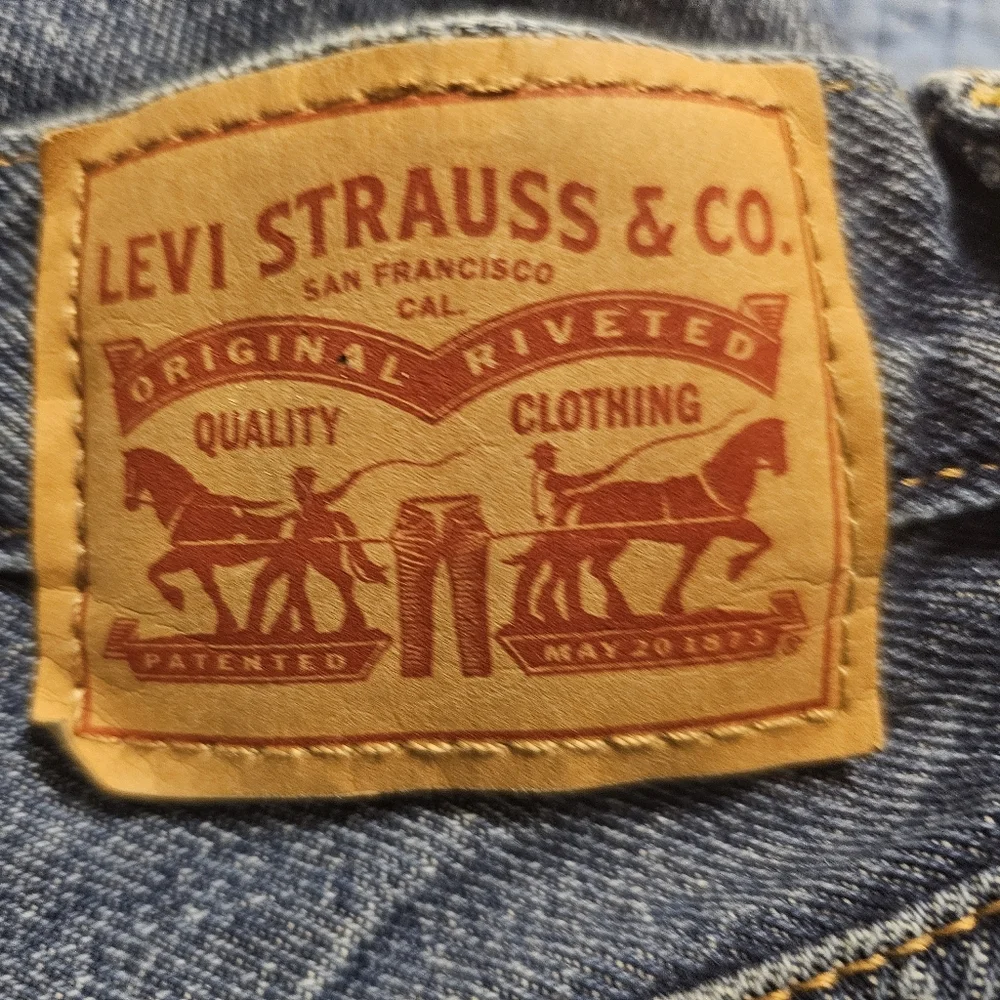 LEVI STRAUSS & CO.
SAN FRANCISCO
CAL.
ORIGINAL RIVETED
QUALITY CLOTHING
PATENTED MAY 20 1873